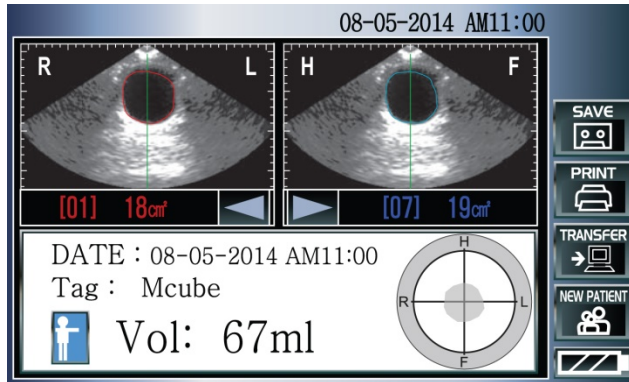 08-05-2014 AM11:00
R L
H F
[01] 18㎠
[07] 19㎠
DATE : 08-05-2014 AM11:00
Tag : Mcube
Vol: 67ml
H
R L
F
SAVE
PRINT
TRANSFER
NEW PATIENT